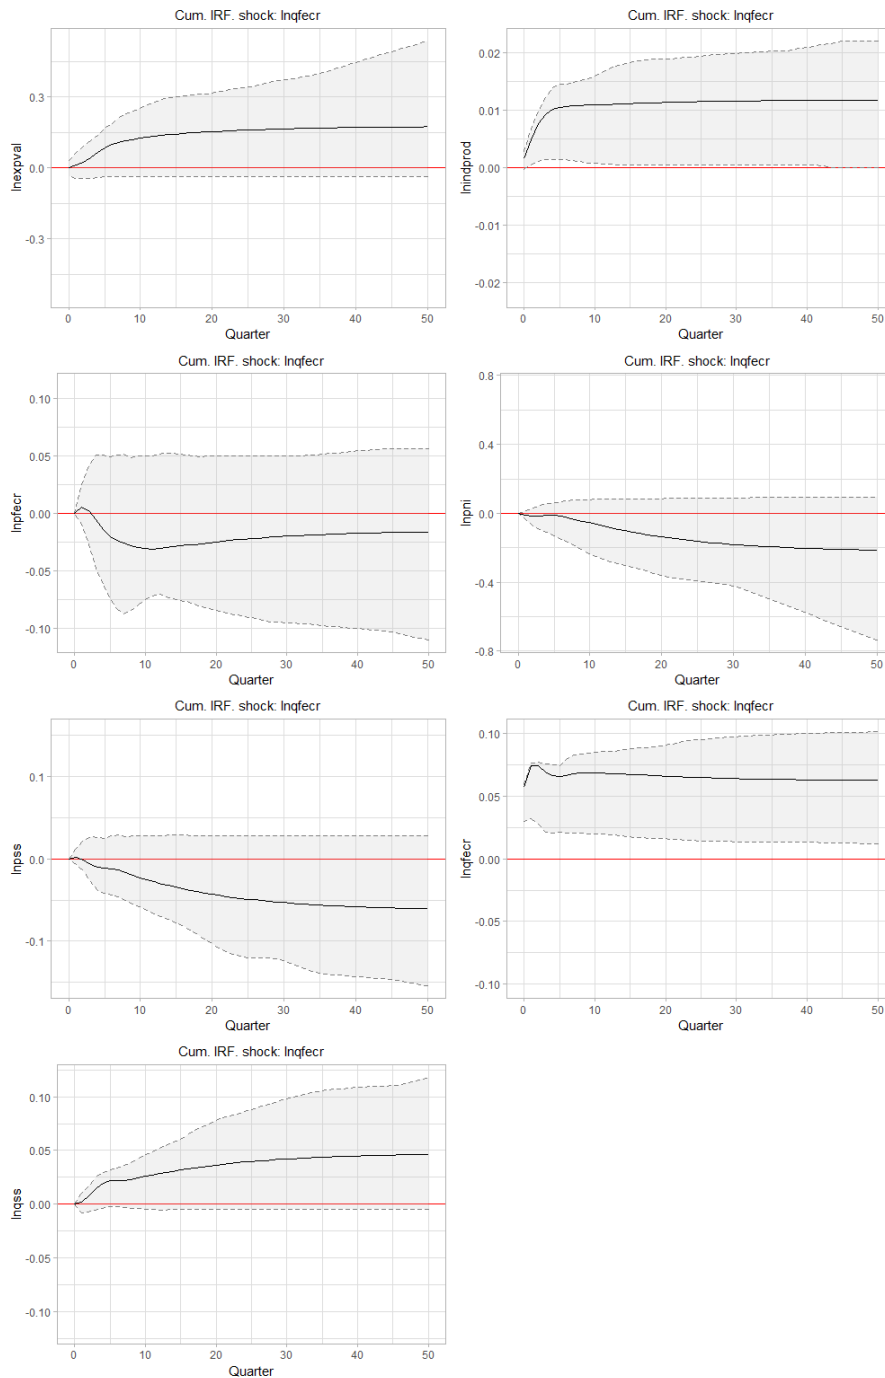 Cum. IRF. shock: lnqfecr
lnexpval
0.3
0.0
-0.3
0 10 20 30 40 50
Quarter
Cum. IRF. shock: lnqfecr
lnindprod
0.02
0.01
0.00
-0.01
-0.02
0 10 20 30 40 50
Quarter
Cum. IRF. shock: lnqfecr
lnpfecr
0.10
0.05
0.00
-0.05
-0.10
0 10 20 30 40 50
Quarter
Cum. IRF. shock: lnqfecr
lnpni
0.8
0.4
0.0
-0.4
-0.8
0 10 20 30 40 50
Quarter
Cum. IRF. shock: lnqfecr
lnpss
0.1
0.0
-0.1
0 10 20 30 40 50
Quarter
Cum. IRF. shock: lnqfecr
lnqfecr
0.10
0.05
0.00
-0.05
-0.10
0 10 20 30 40 50
Quarter
Cum. IRF. shock: lnqfecr
lnqss
0.10
0.05
0.00
-0.05
-0.10
0 10 20 30 40 50
Quarter